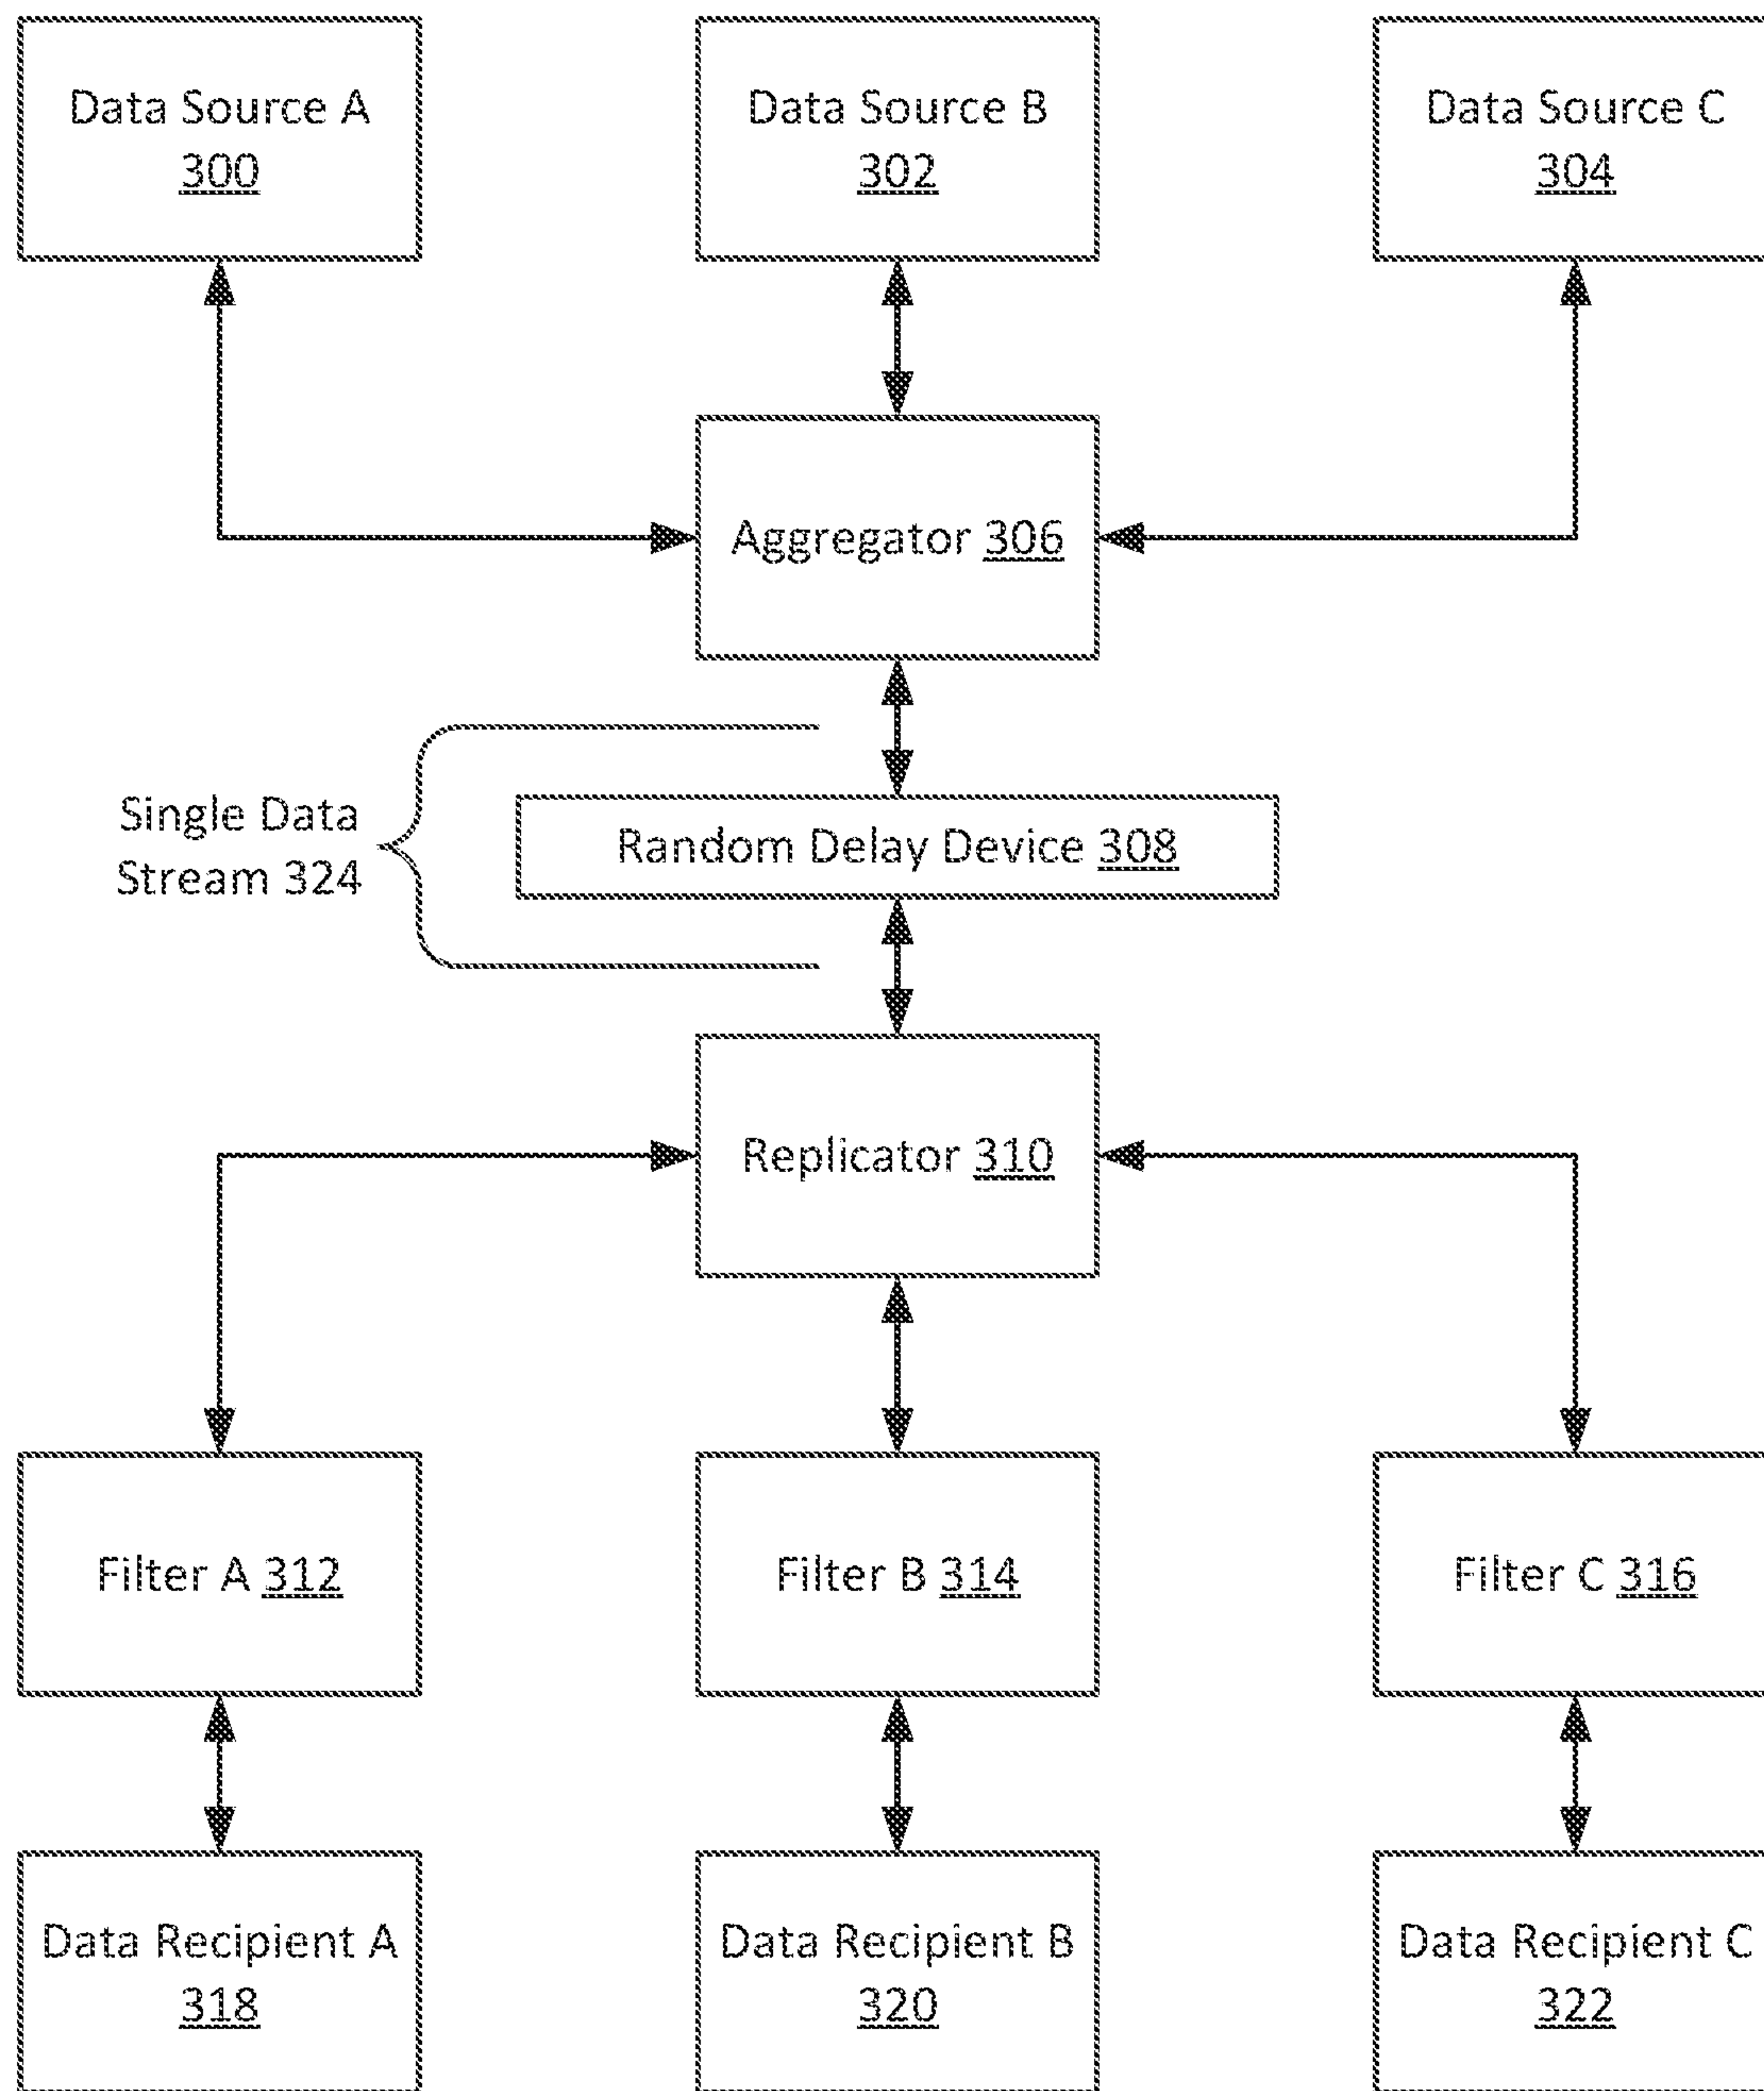 Data Source A
300
Data Source B
302
Data Source C
304
Aggregator 306
Single Data
Stream 324
Random Delay Device 308
Replicator 310
Filter A 312
Filter B 314
Filter C 316
Data Recipient A
318
Data Recipient B
320
Data Recipient C
322